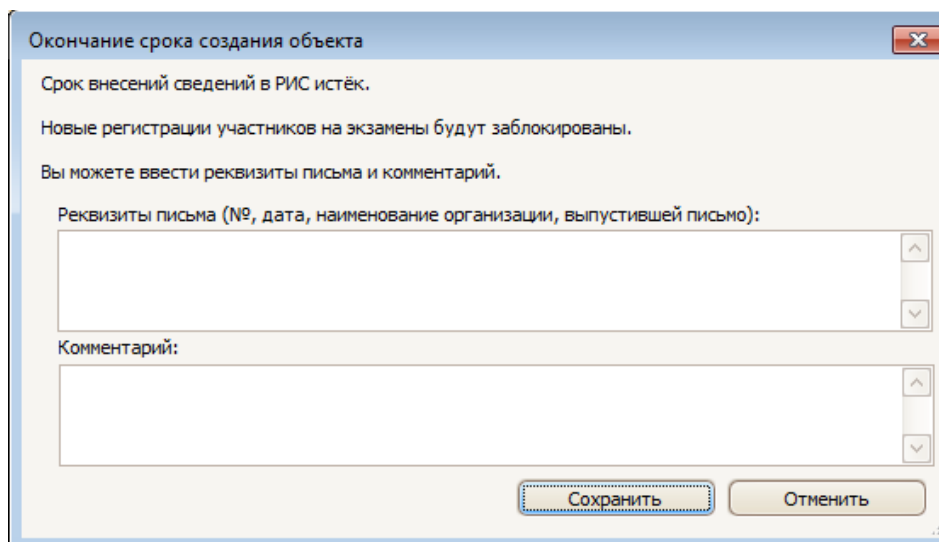 Окончание срока создания объекта
Срок внесений сведений в РИС истёк.
Новые регистрации участников на экзамены будут заблокированы.
Вы можете ввести реквизиты письма и комментарий.
Реквизиты письма (№, дата, наименование организации, выпустившей письмо):
Комментарий:
Сохранить Отменить